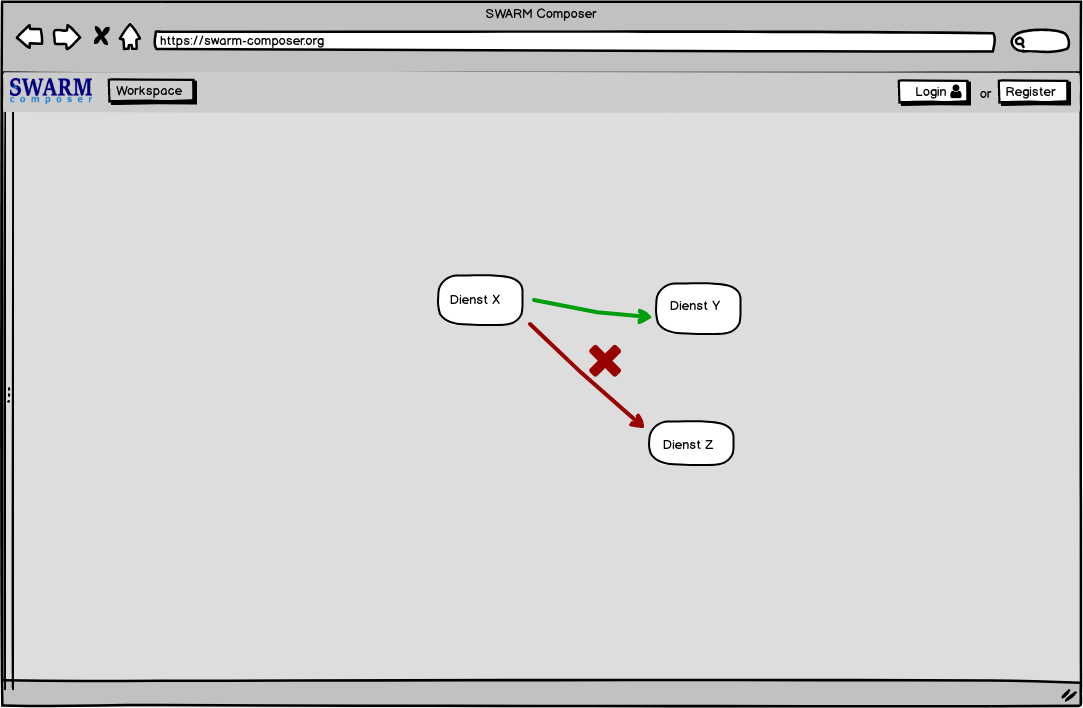 SWARM Composer
https://swarm-composer.org
SWARM
composer
Workspace
Login
or
Register
Dienst X
Dienst Y
Dienst Z